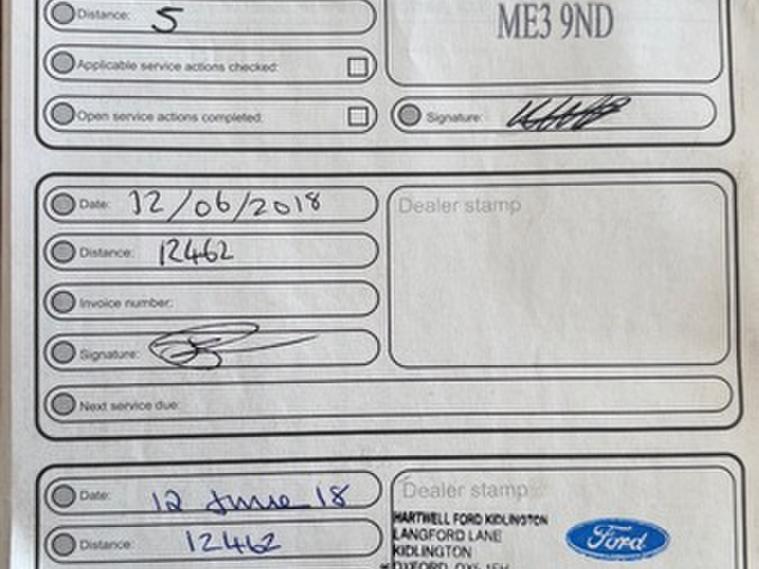 Distance: 5
ME3 9ND
Applicable service actions checked:
Open service actions completed:
Signature:
Date: 12/06/2018
Dealer stamp
Distance: 12462
Invoice number:
Signature:
Next service due:
Date: 12 June 18
Dealer stamp
Distance: 12462
HARTWELL FORD KIDLINGTON
LANGFORD LANE
KIDLINGTON
Ford